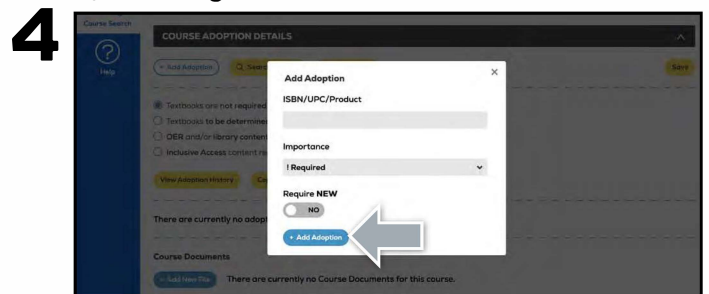 4
Course Search
COURSE ADOPTION DETAILS
Help
+ Add Adoption
Save
Add Adoption
×
ISBN/UPC/Product
Textbooks are not required
Textbooks to be determine
OER and/or library content
Inclusive Access content re
Importance
! Required
View Adoption History
Require NEW
NO
There are currently no adopt
+ Add Adoption
Course Documents
+ Add New File
There are currently no Course Documents for this course.